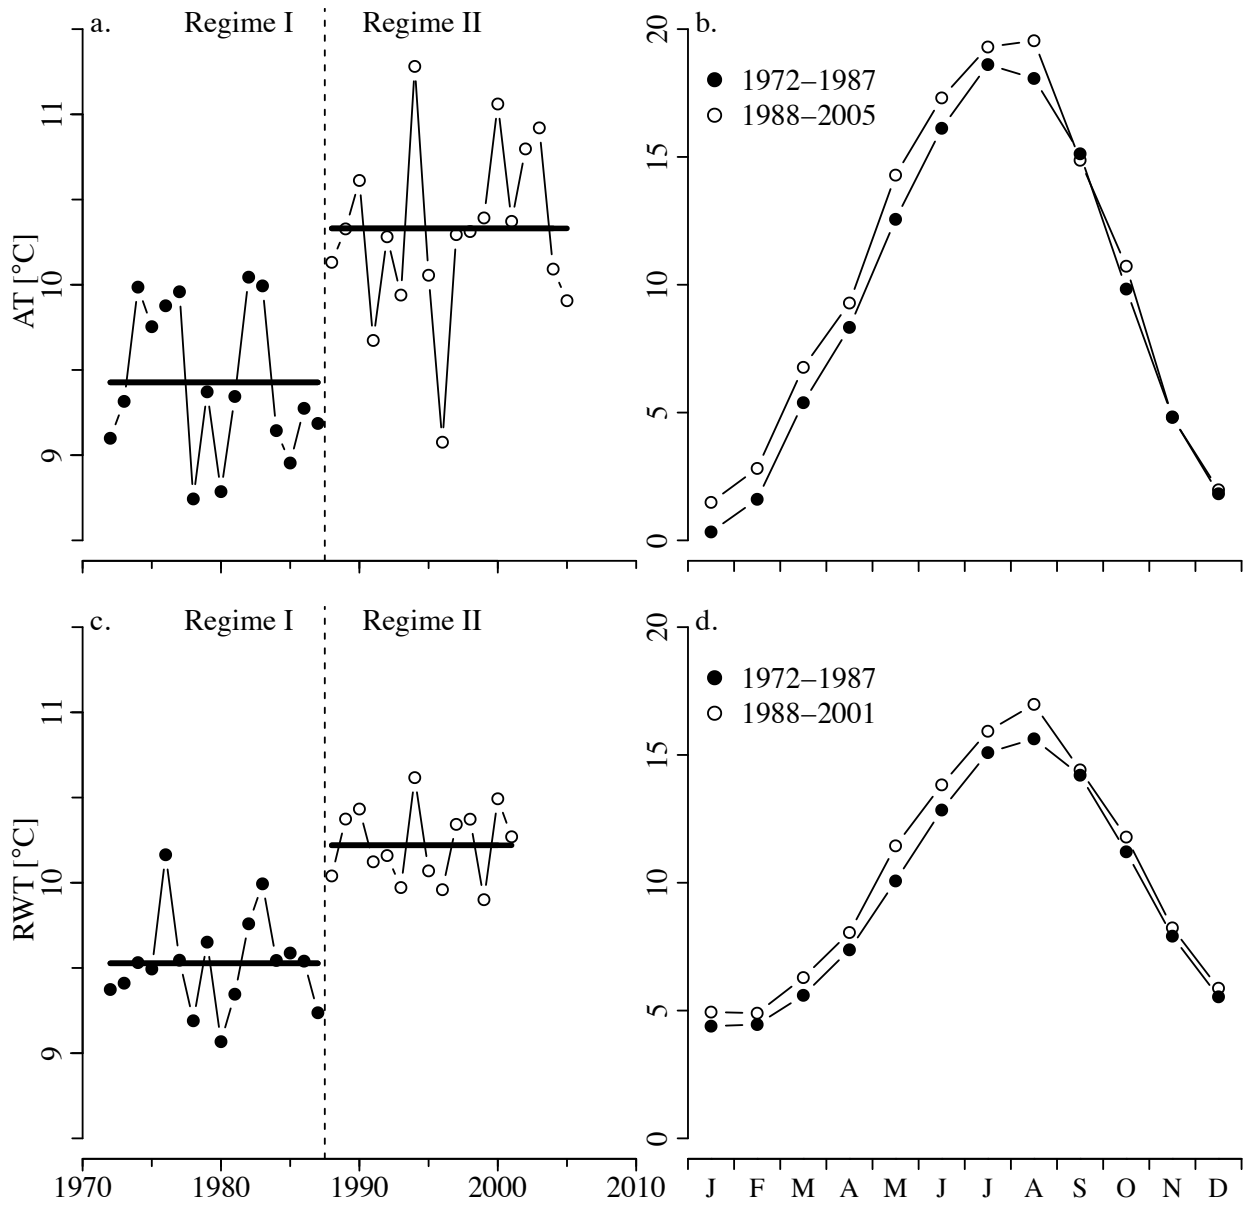 a. Regime I Regime II
AT [°C]
9 10 11
b.
1972–1987
1988–2005
0 5 10 15 20
c. Regime I Regime II
RWT [°C]
9 10 11
1970 1980 1990 2000 2010
d.
1972–1987
1988–2001
0 5 10 15 20
J F M A M J J A S O N D